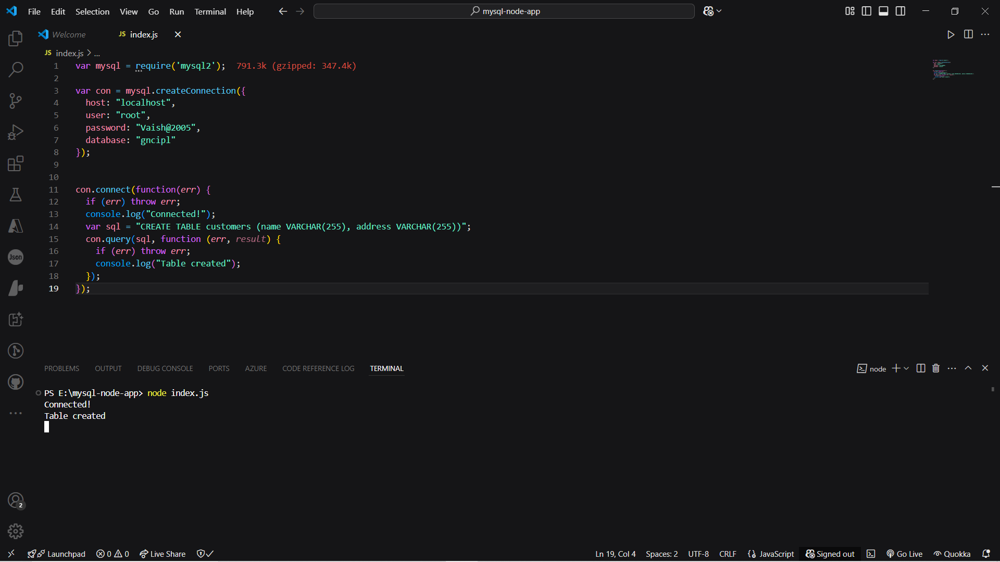 File Edit Selection View Go Run Terminal Help mysql-node-app
Welcome JS index.js
JS index.js > ...
1 var mysql = require('mysql2'); 791.3k (gzipped: 347.4k)
2
3 var con = mysql.createConnection({
4 host: "localhost",
5 user: "root",
6 password: "Vaish@2005",
7 database: "gncipl"
8 });
9
10
11 con.connect(function(err) {
12 if (err) throw err;
13 console.log("Connected!");
14 var sql = "CREATE TABLE customers (name VARCHAR(255), address VARCHAR(255))";
15 con.query(sql, function (err, result) {
16 if (err) throw err;
17 console.log("Table created");
18 });
19 });
Json
PROBLEMS OUTPUT DEBUG CONSOLE PORTS AZURE CODE REFERENCE LOG TERMINAL node
PS E:\mysql-node-app> node index.js
Connected!
Table created
2
Launchpad 0 0 Live Share Ln 19, Col 4 Spaces: 2 UTF-8 CRLF {} JavaScript Signed out Go Live Quokka